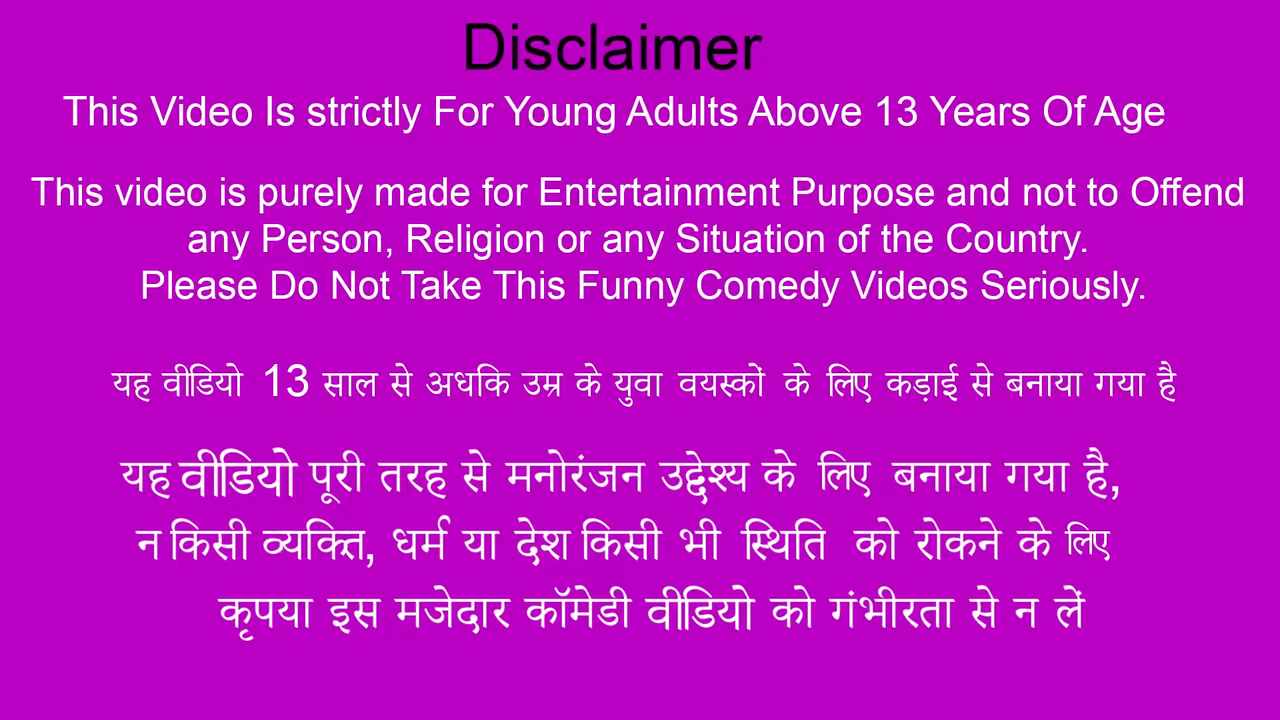 Disclaimer
This Video Is strictly For Young Adults Above 13 Years Of Age
This video is purely made for Entertainment Purpose and not to Offend
any Person, Religion or any Situation of the Country.
Please Do Not Take This Funny Comedy Videos Seriously.
यह वीडियो 13 साल से अधकि उम्र के युवा वयस्कों के लिए कड़ाई से बनाया गया है
यह वीडियो पूरी तरह से मनोरंजन उद्देश्य के लिए बनाया गया है,
न किसी व्यक्ति, धर्म या देश किसी भी स्थिति को रोकने के लिए
कृपया इस मजेदार कॉमेडी वीडियो को गंभीरता से न लें